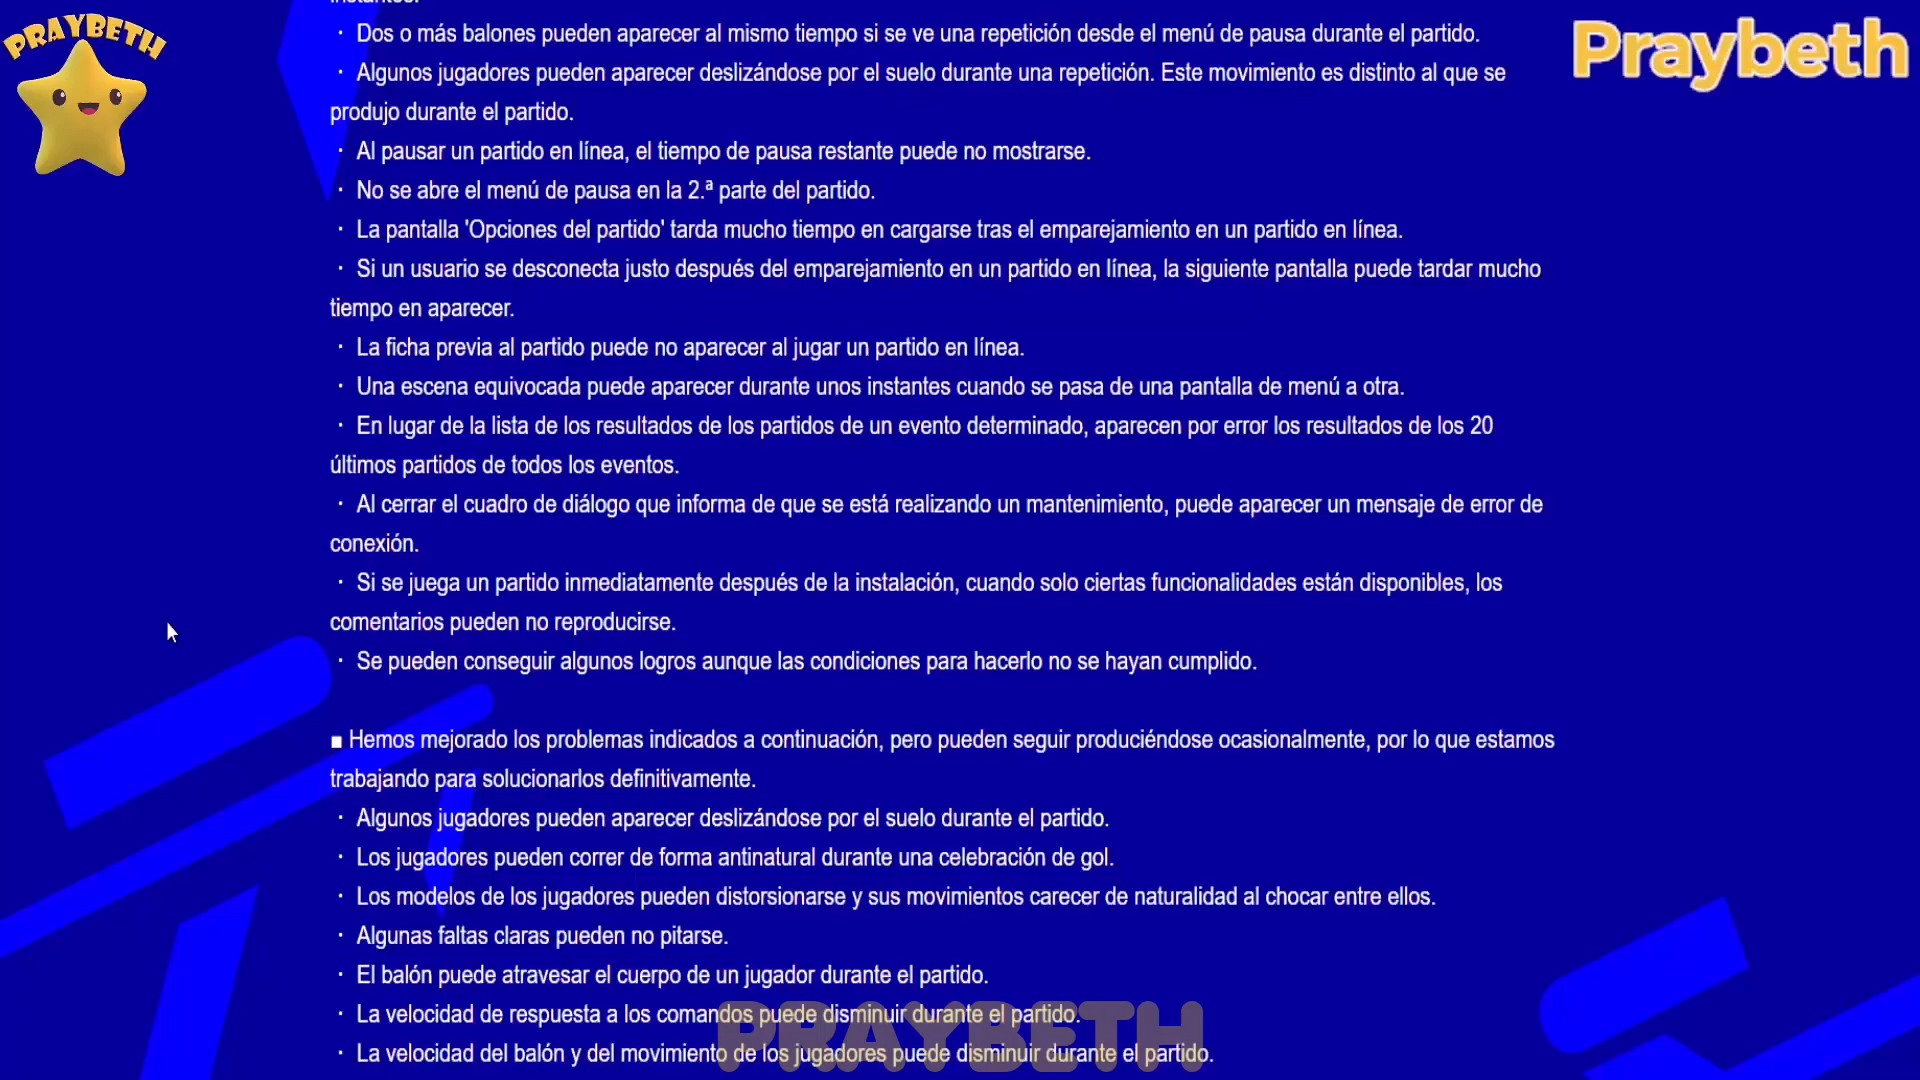 instantes.
· Dos o más balones pueden aparecer al mismo tiempo si se ve una repetición desde el menú de pausa durante el partido.
· Algunos jugadores pueden aparecer deslizándose por el suelo durante una repetición. Este movimiento es distinto al que se
produjo durante el partido.
· Al pausar un partido en línea, el tiempo de pausa restante puede no mostrarse.
· No se abre el menú de pausa en la 2.ª parte del partido.
· La pantalla 'Opciones del partido' tarda mucho tiempo en cargarse tras el emparejamiento en un partido en línea.
· Si un usuario se desconecta justo después del emparejamiento en un partido en línea, la siguiente pantalla puede tardar mucho
tiempo en aparecer.
· La ficha previa al partido puede no aparecer al jugar un partido en línea.
· Una escena equivocada puede aparecer durante unos instantes cuando se pasa de una pantalla de menú a otra.
· En lugar de la lista de los resultados de los partidos de un evento determinado, aparecen por error los resultados de los 20
últimos partidos de todos los eventos.
· Al cerrar el cuadro de diálogo que informa de que se está realizando un mantenimiento, puede aparecer un mensaje de error de
conexión.
· Si se juega un partido inmediatamente después de la instalación, cuando solo ciertas funcionalidades están disponibles, los
comentarios pueden no reproducirse.
· Se pueden conseguir algunos logros aunque las condiciones para hacerlo no se hayan cumplido.
■ Hemos mejorado los problemas indicados a continuación, pero pueden seguir produciéndose ocasionalmente, por lo que estamos
trabajando para solucionarlos definitivamente.
· Algunos jugadores pueden aparecer deslizándose por el suelo durante el partido.
· Los jugadores pueden correr de forma antinatural durante una celebración de gol.
· Los modelos de los jugadores pueden distorsionarse y sus movimientos carecer de naturalidad al chocar entre ellos.
· Algunas faltas claras pueden no pitarse.
· El balón puede atravesar el cuerpo de un jugador durante el partido.
· La velocidad de respuesta a los comandos puede disminuir durante el partido.
· La velocidad del balón y del movimiento de los jugadores puede disminuir durante el partido.
PRAYBETH
Praybeth
PRAYBETH